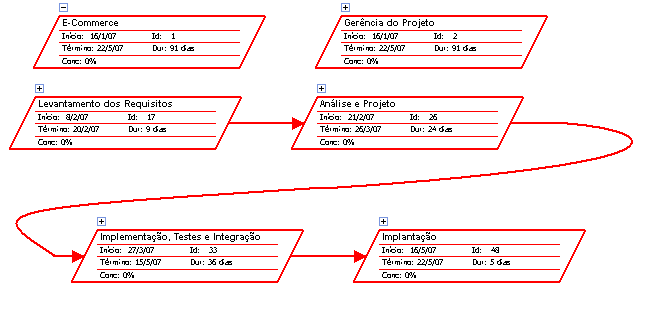 E-Commerce
Início: 16/1/07 Id: 1
Término: 22/5/07 Dur: 91 dias
Conc: 0%
Gerência do Projeto
Início: 16/1/07 Id: 2
Término: 22/5/07 Dur: 91 dias
Conc: 0%
Levantamento dos Requisitos
Início: 8/2/07 Id: 17
Término: 20/2/07 Dur: 9 dias
Conc: 0%
Análise e Projeto
Início: 21/2/07 Id: 26
Término: 26/3/07 Dur: 24 dias
Conc: 0%
Implementação, Testes e Integração
Início: 27/3/07 Id: 33
Término: 15/5/07 Dur: 36 dias
Conc: 0%
Implantação
Início: 16/5/07 Id: 48
Término: 22/5/07 Dur: 5 dias
Conc: 0%